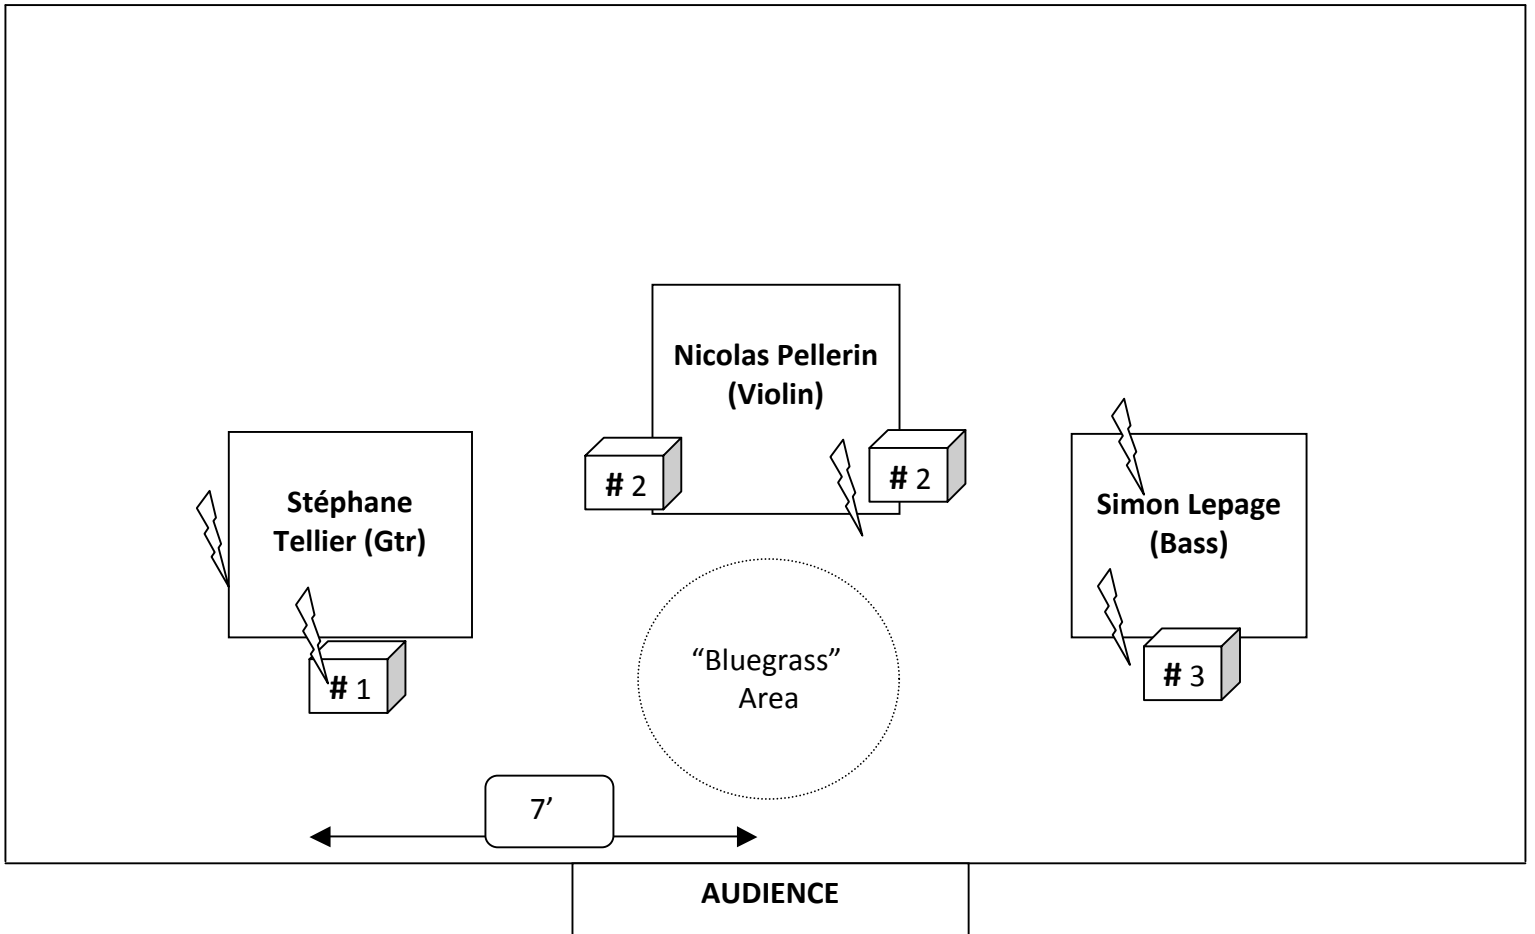 Nicolas Pellerin
(Violin)
# 2
# 2
Stéphane
Tellier (Gtr)
Simon Lepage
(Bass)
# 1
“Bluegrass”
Area
# 3
7’
AUDIENCE